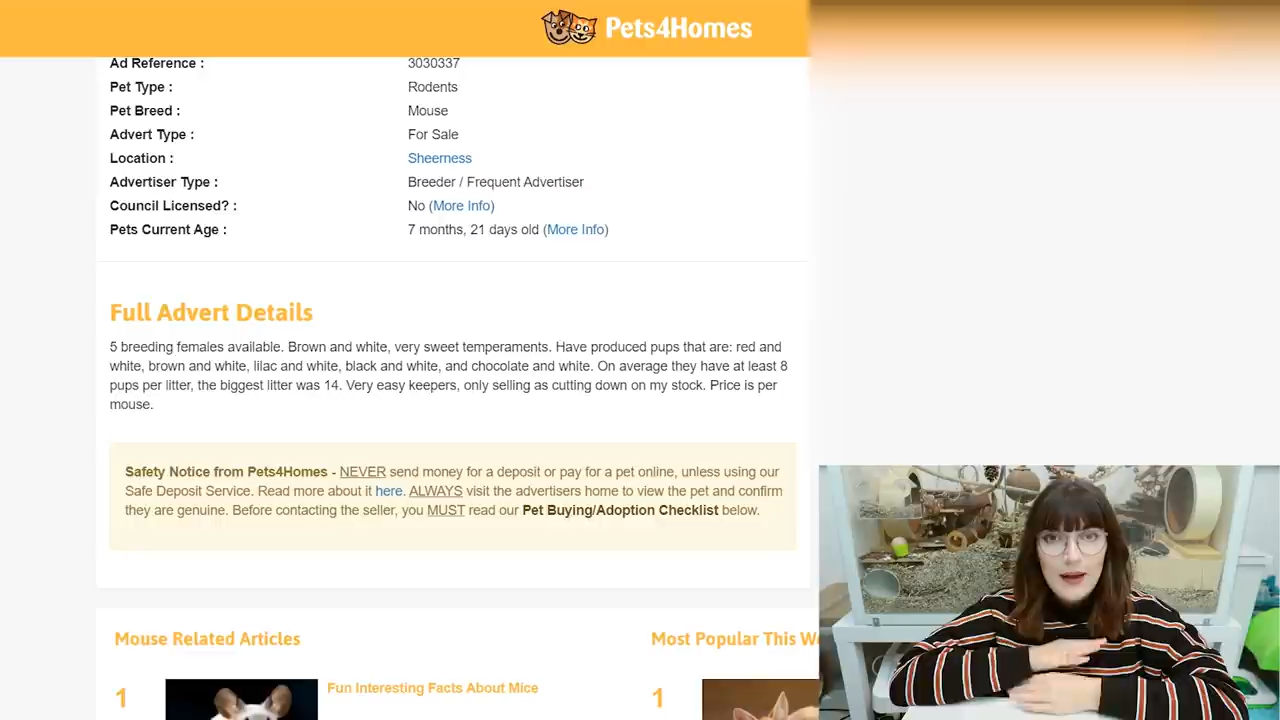 Pets4Homes
Ad Reference : 3030337
Pet Type : Rodents
Pet Breed : Mouse
Advert Type : For Sale
Location : Sheerness
Advertiser Type : Breeder / Frequent Advertiser
Council Licensed? : No (More Info)
Pets Current Age : 7 months, 21 days old (More Info)
Full Advert Details
5 breeding females available. Brown and white, very sweet temperaments. Have produced pups that are: red and
white, brown and white, lilac and white, black and white, and chocolate and white. On average they have at least 8
pups per litter, the biggest litter was 14. Very easy keepers, only selling as cutting down on my stock. Price is per
mouse.
Safety Notice from Pets4Homes - NEVER send money for a deposit or pay for a pet online, unless using our
Safe Deposit Service. Read more about it here. ALWAYS visit the advertisers home to view the pet and confirm
they are genuine. Before contacting the seller, you MUST read our Pet Buying/Adoption Checklist below.
Mouse Related Articles
Most Popular This W
1
Fun Interesting Facts About Mice
1